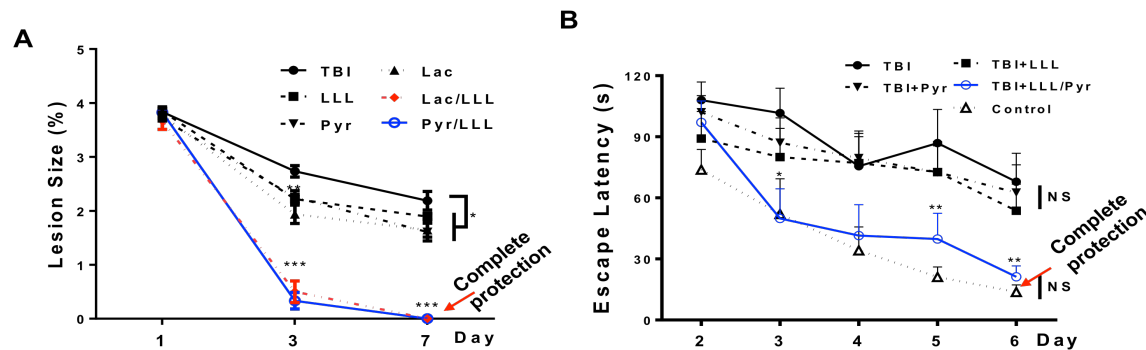 A
Lesion Size (%)
5
4
3
2
1
0
TBI
LLL
Pyr
Lac
Lac/LLL
Pyr/LLL
**
***
***
*
Complete
protection
1
3
7
Day
B
Escape Latency (s)
120
90
60
30
0
TBI
TBI+Pyr
TBI+LLL
TBI+LLL/Pyr
Control
*
**
**
NS
NS
Complete
protection
2
3
4
5
6
Day